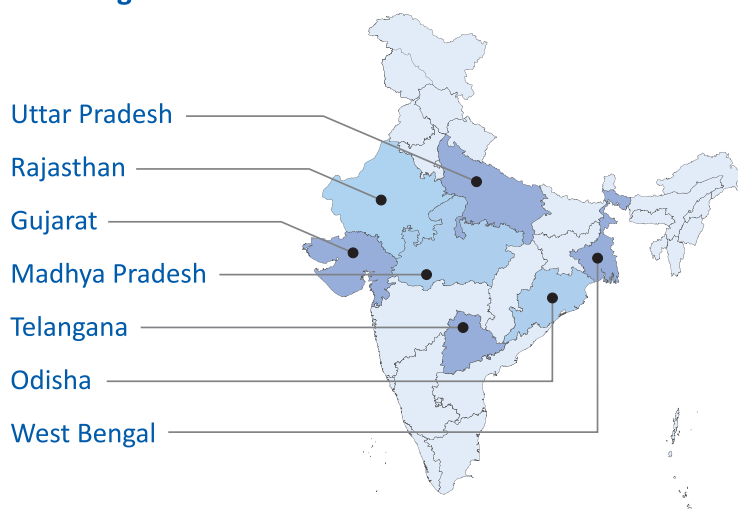 Uttar Pradesh
Rajasthan
Gujarat
Madhya Pradesh
Telangana
Odisha
West Bengal